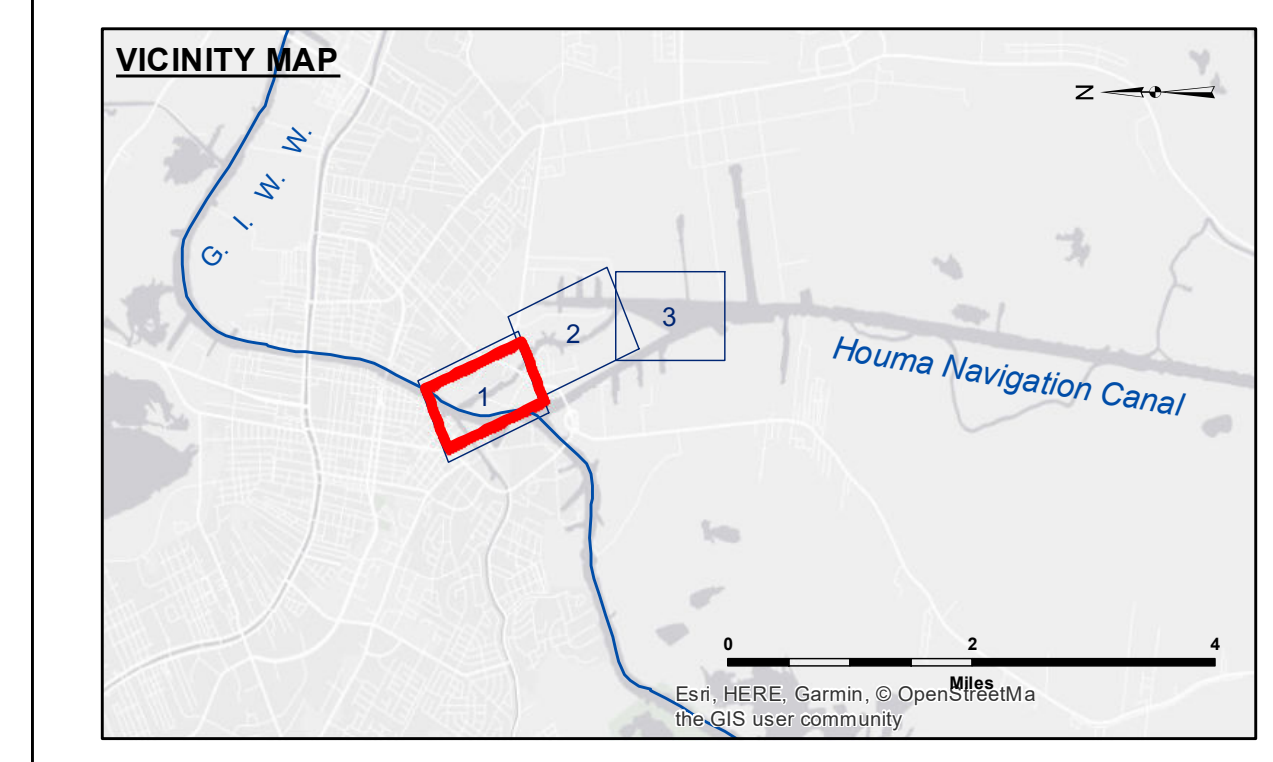 VICINITY MAP
N
G. I. W. W.
3
2
1
Houma Navigation Canal
0 2 4
Miles
Esri, HERE, Garmin, © OpenStreetMa
the GIS user community